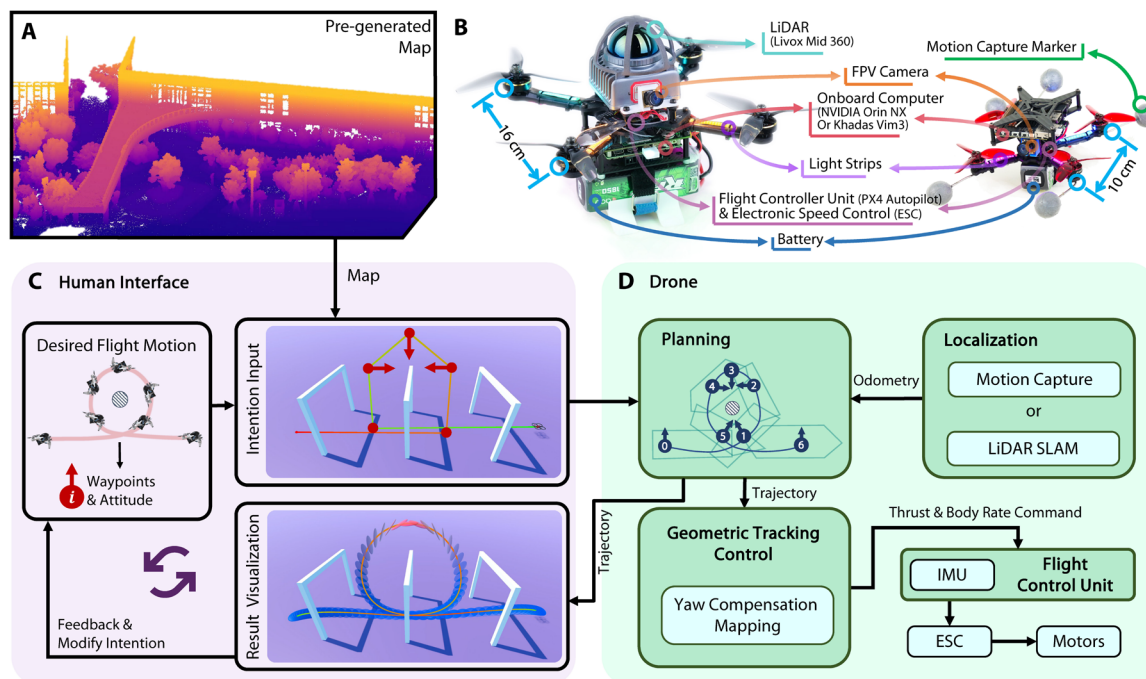 A
Pre-generated
Map
B
LiDAR
(Livox Mid 360)
Motion Capture Marker
FPV Camera
Onboard Computer
(NVIDIA Orin NX
Or Khadas Vim3)
16 cm
10 cm
Light Strips
Flight Controller Unit (PX4 Autopilot)
& Electronic Speed Control (ESC)
Battery
Map
C Human Interface
Desired Flight Motion
i
Waypoints
& Attitude
Intention Input
Result Visualization
Feedback &
Modify Intention
Trajectory
D Drone
Planning
3
4 2
5 1
0 6
Odometry
Localization
Motion Capture
or
LiDAR SLAM
Trajectory
Geometric Tracking
Control
Yaw Compensation
Mapping
Thrust & Body Rate Command
IMU
Flight
Control Unit
ESC
Motors